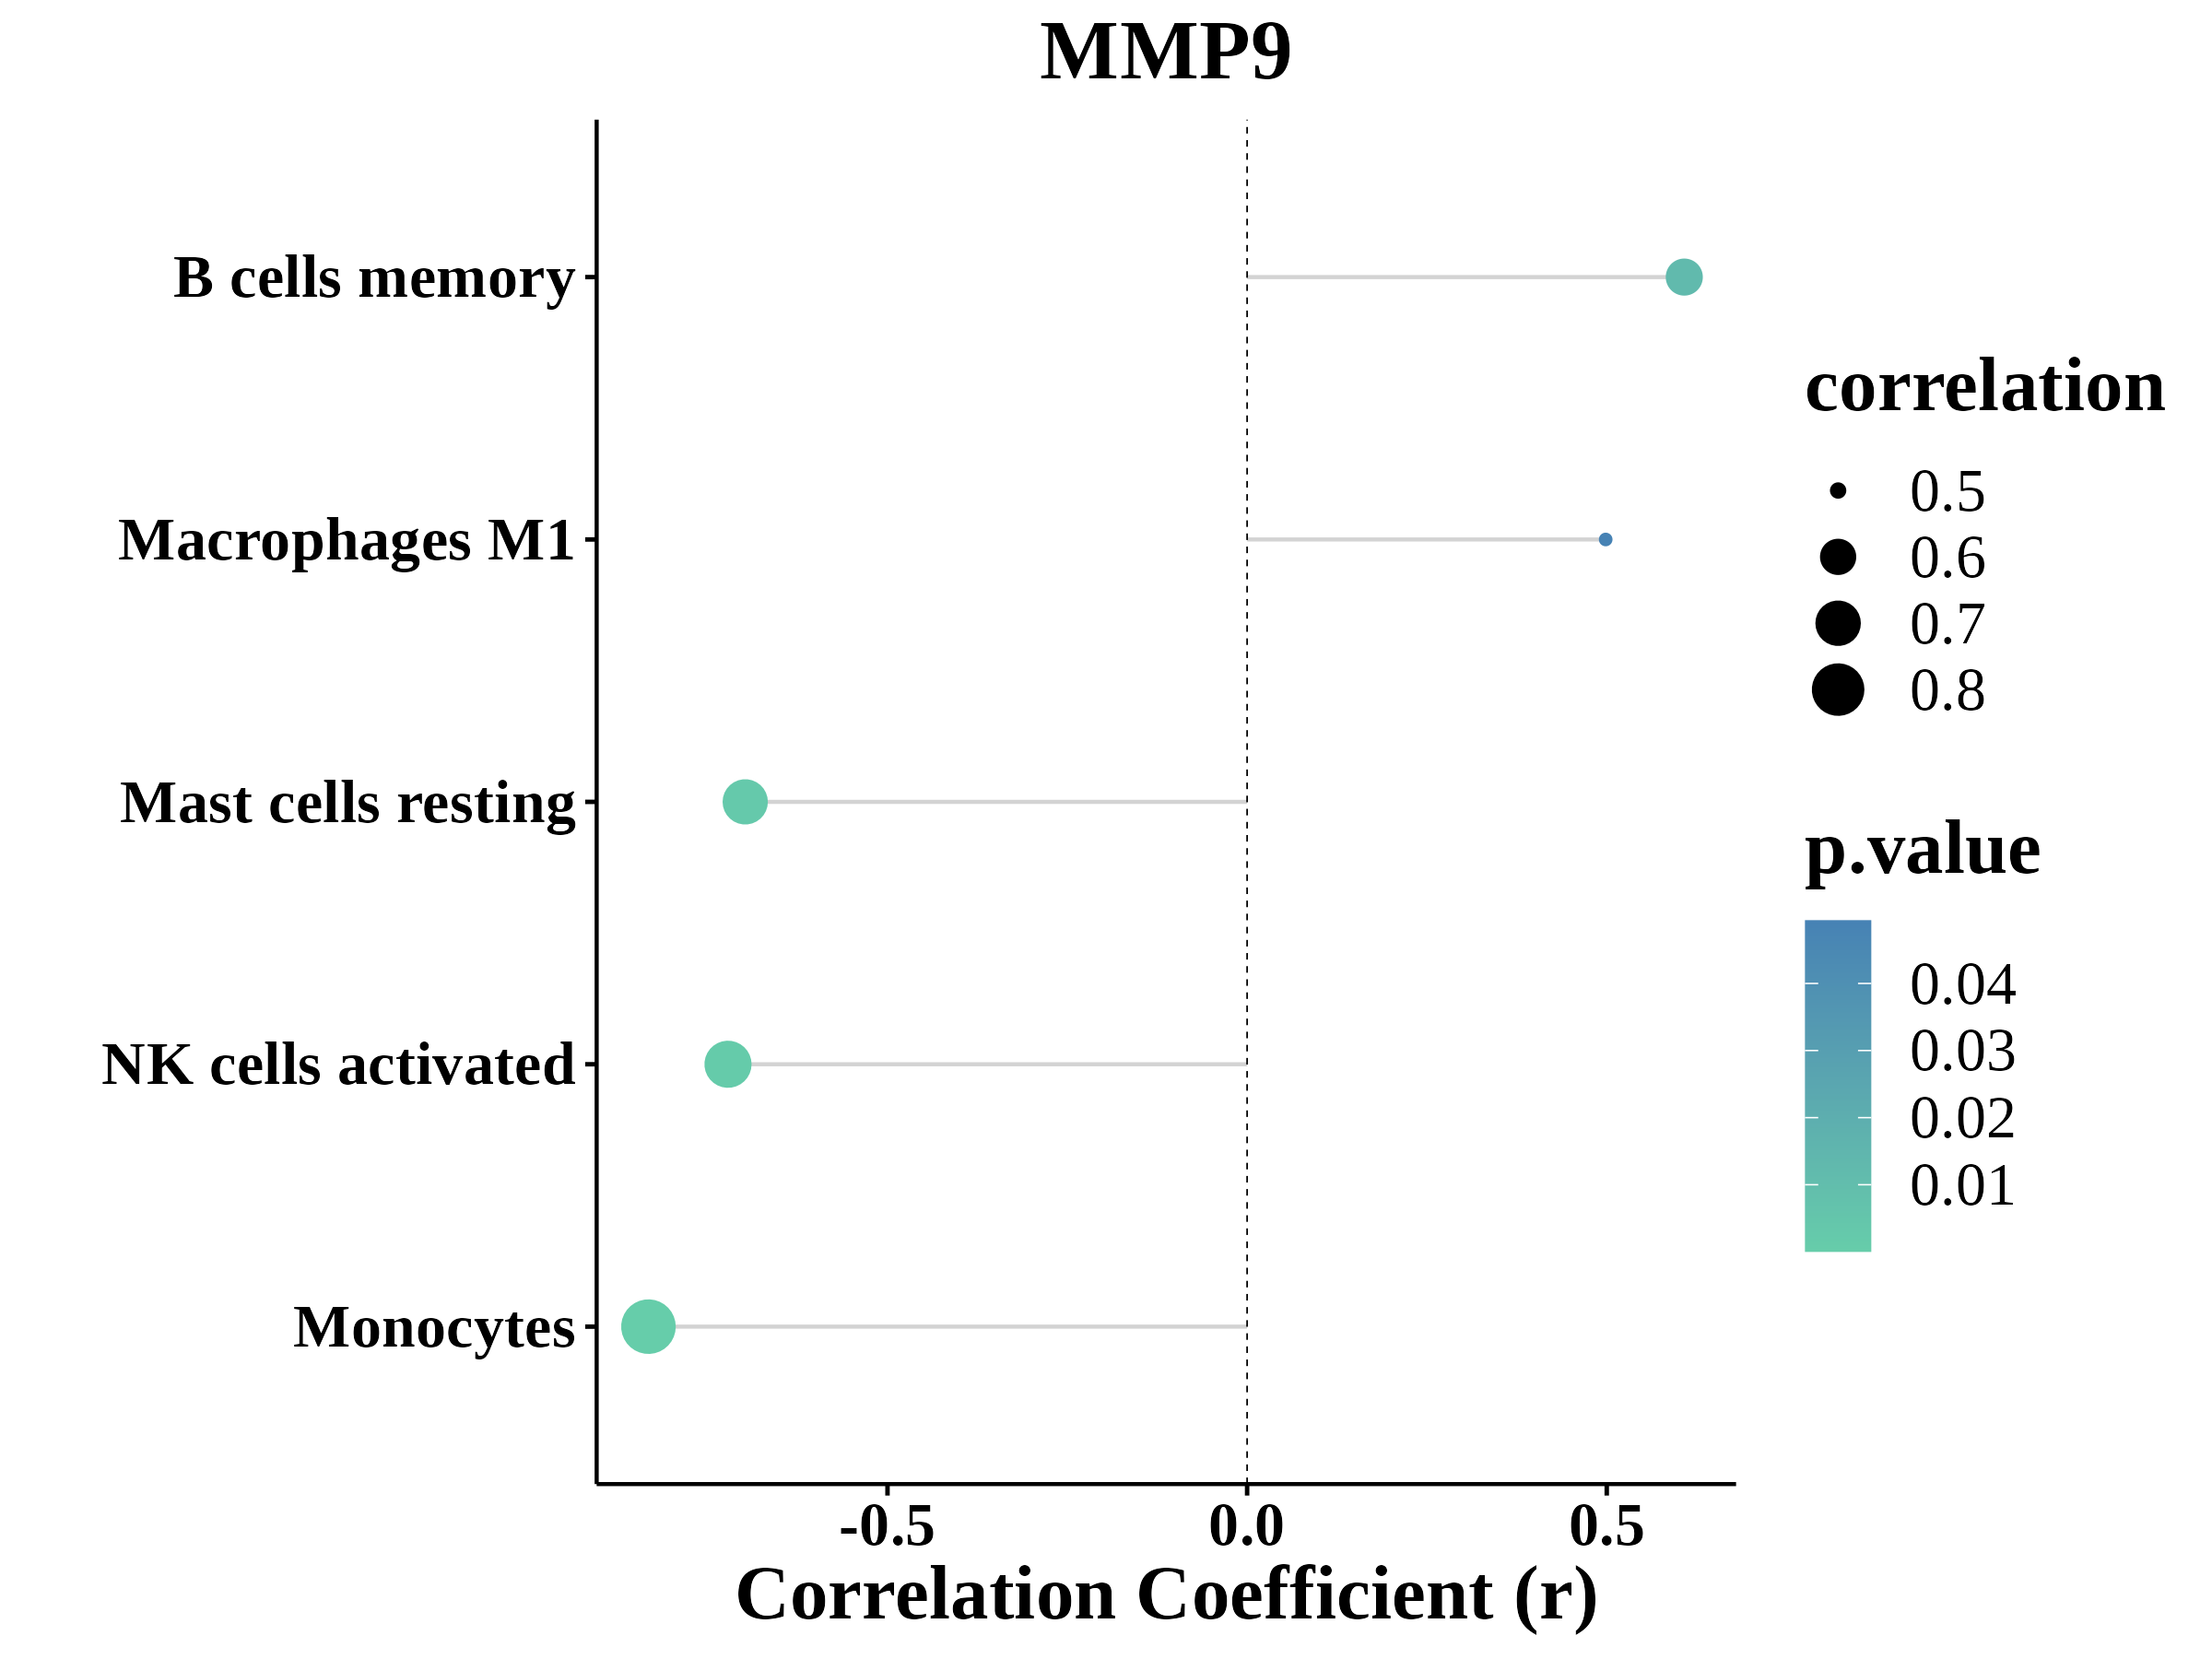 MMP9
B cells memory
Macrophages M1
Mast cells resting
NK cells activated
Monocytes
-0.5
0.0
0.5
Correlation Coefficient (r)
correlation
0.5
0.6
0.7
0.8
p.value
0.04
0.03
0.02
0.01